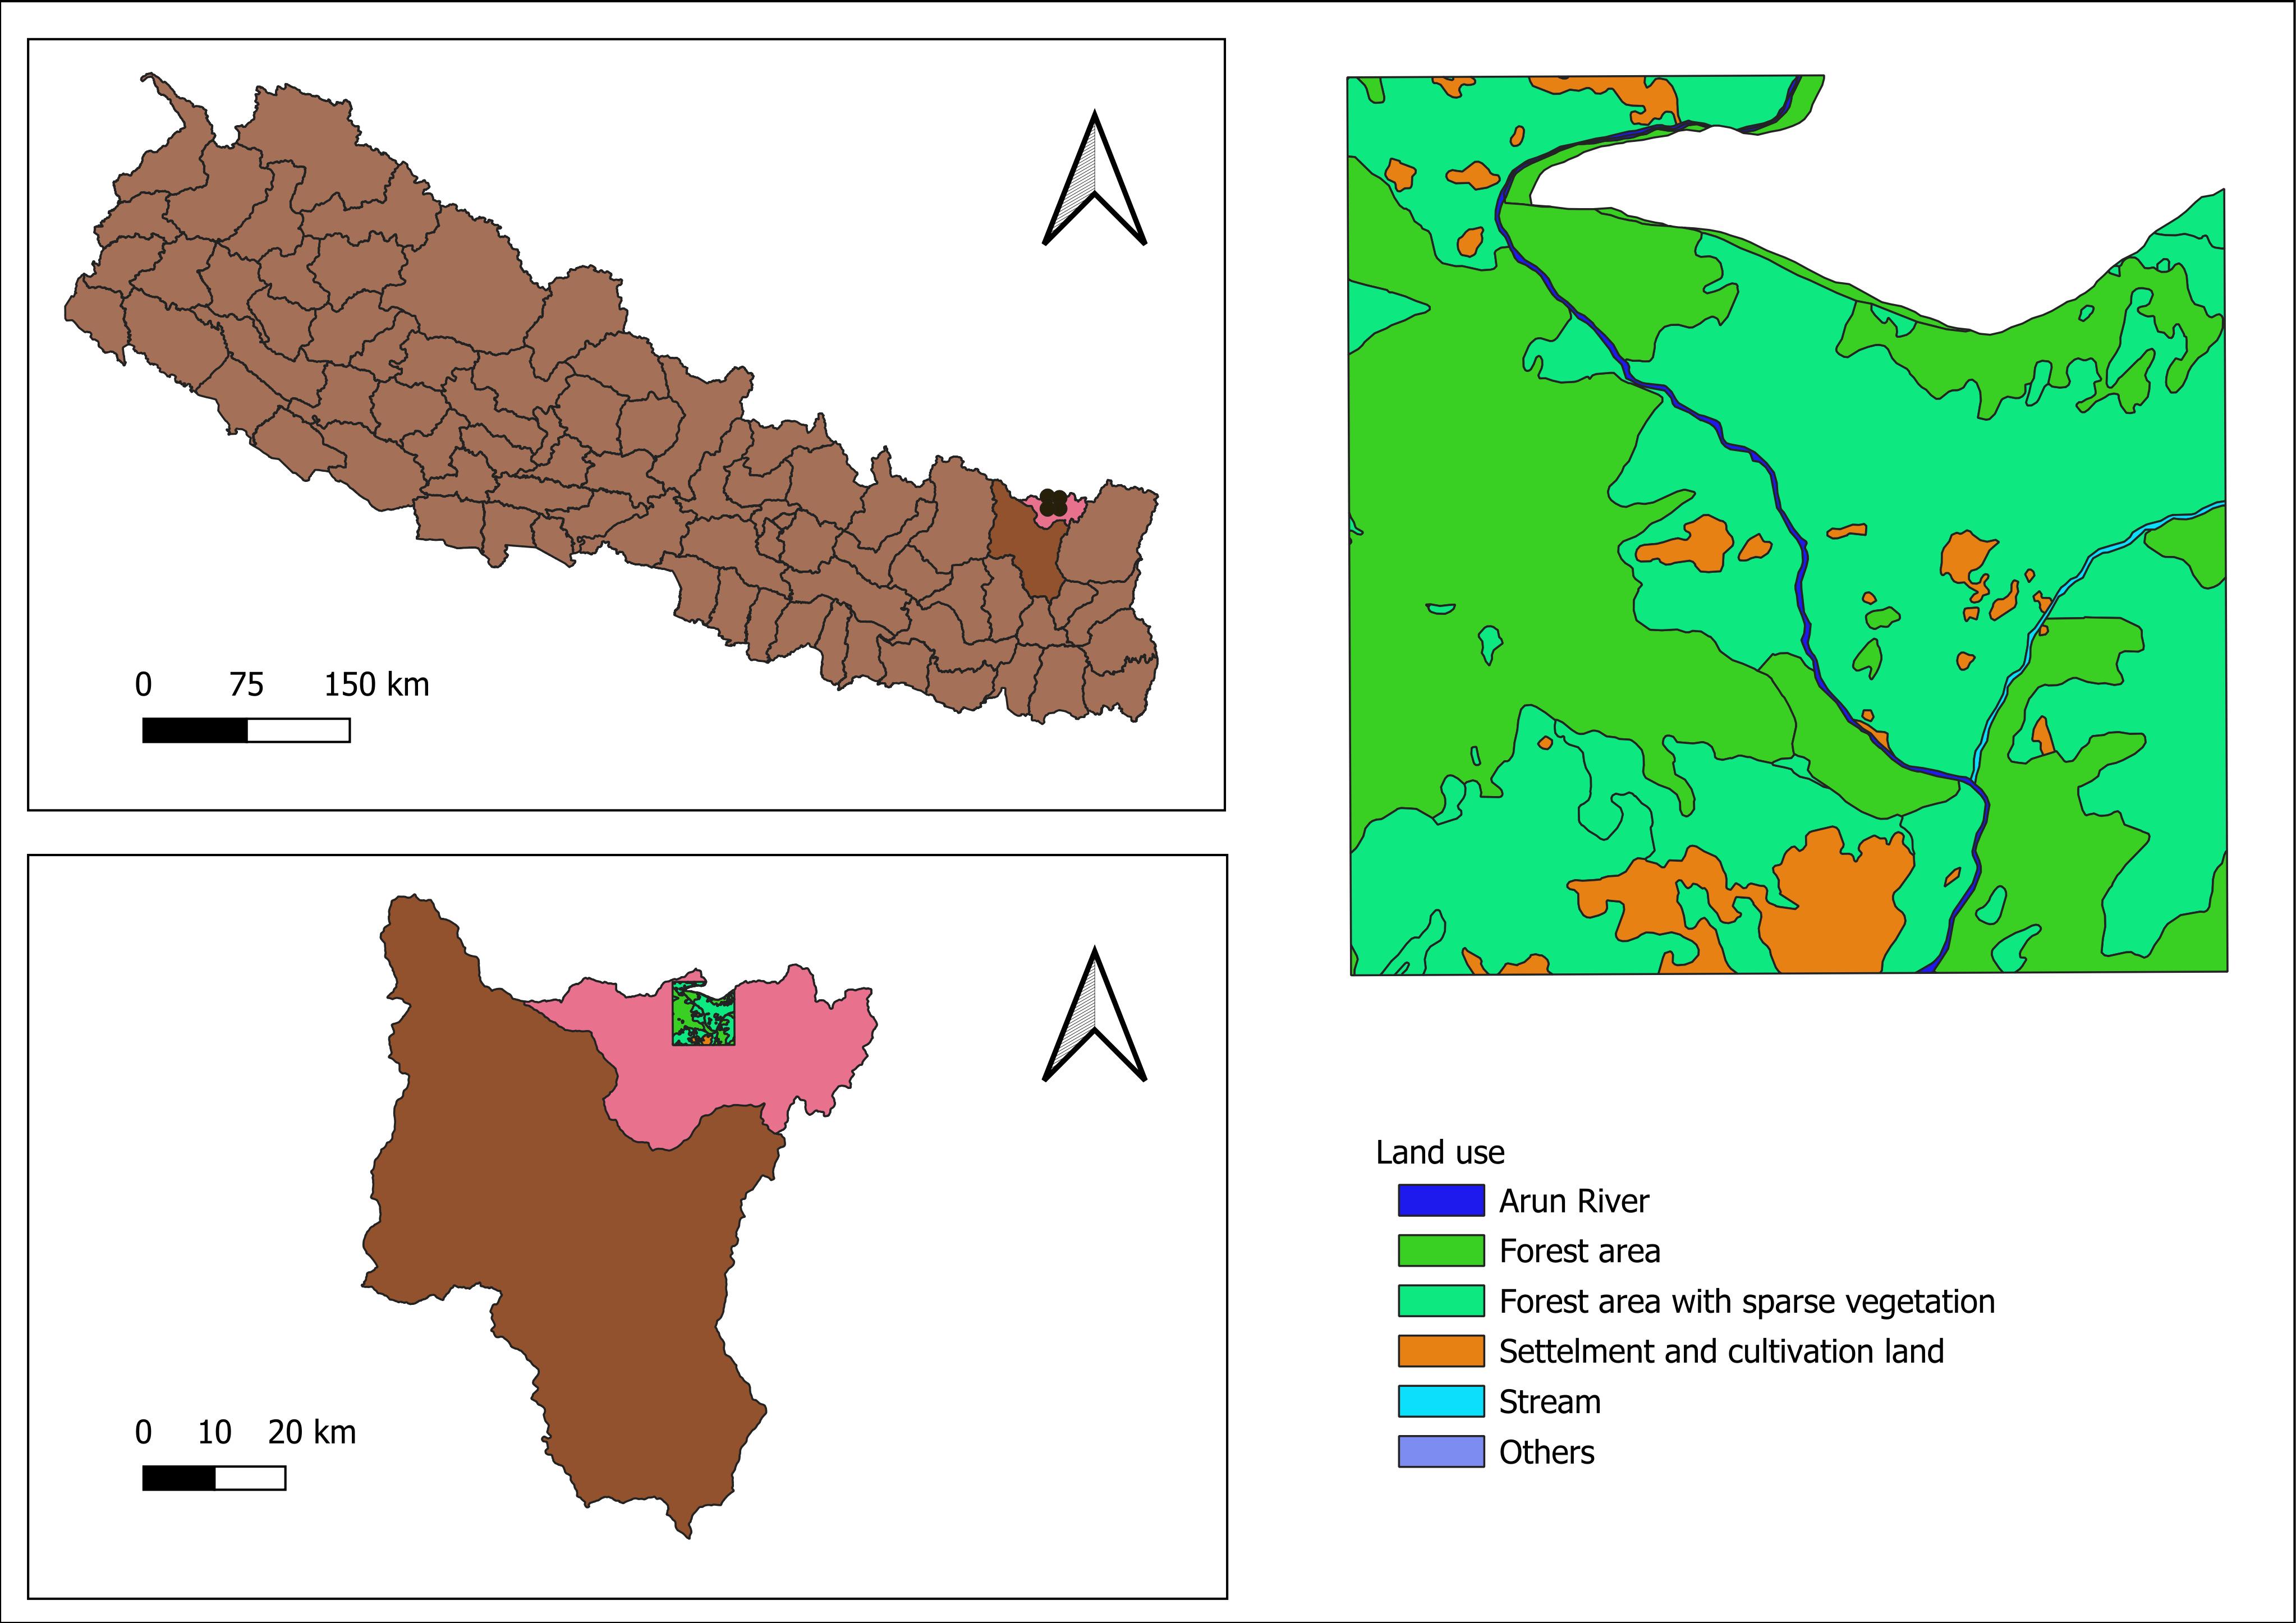 0 75 150 km
0 10 20 km
Land use
Arun River
Forest area
Forest area with sparse vegetation
Settelment and cultivation land
Stream
Others